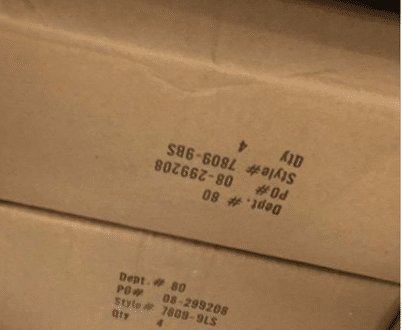 Dept. # 80
PO# 08-299208
Style# 7809-9BS
Qty 4
Dept. # 80
PO# 08-299208
Style# 7809-9LS
Qty 4